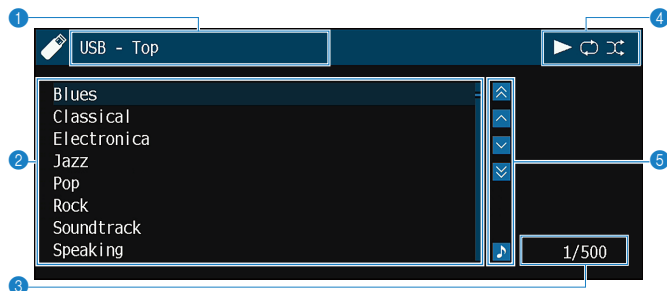 1
4
USB - Top
Blues
Classical
Electronica
2
Jazz
5
Pop
Rock
Soundtrack
Speaking
1/500
3